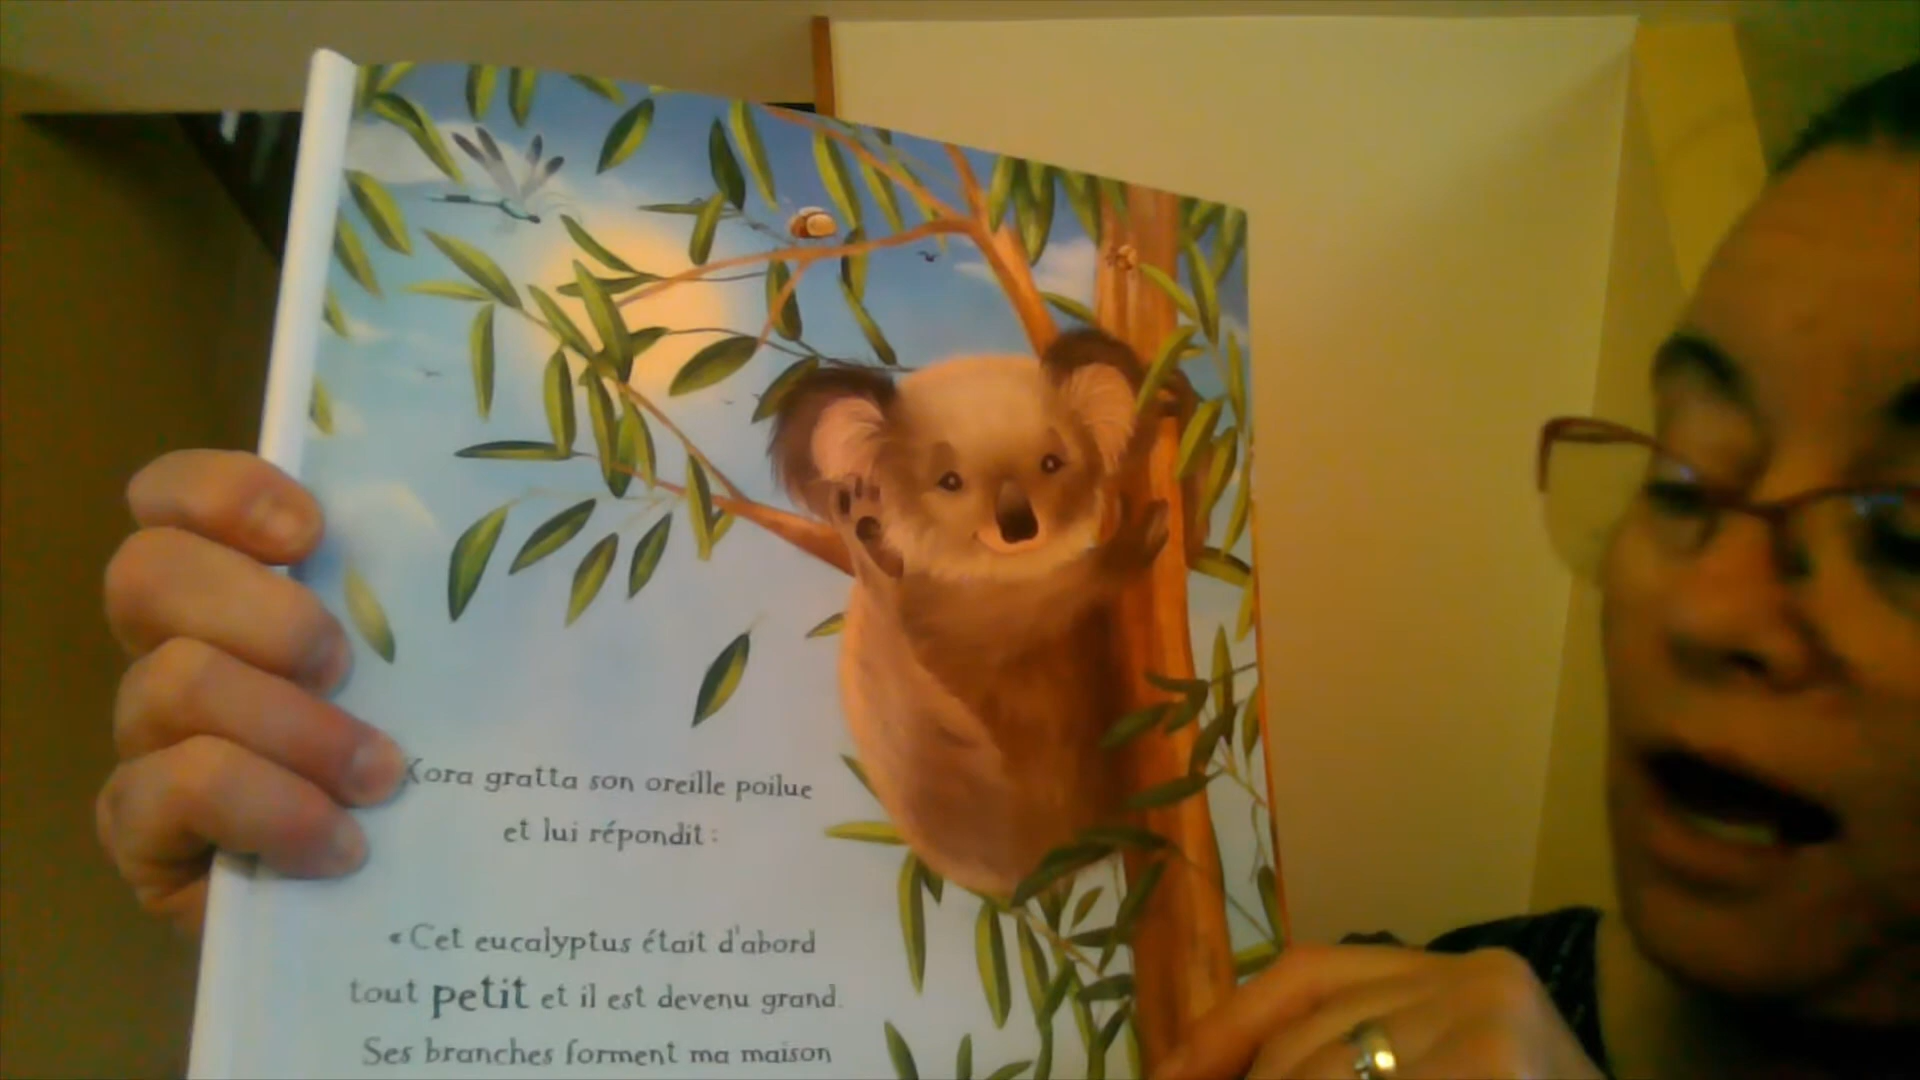 Kora gratta son oreille poilue
et lui répondit :
« Cet eucalyptus était d'abord
tout petit et il est devenu grand.
Ses branches forment ma maison